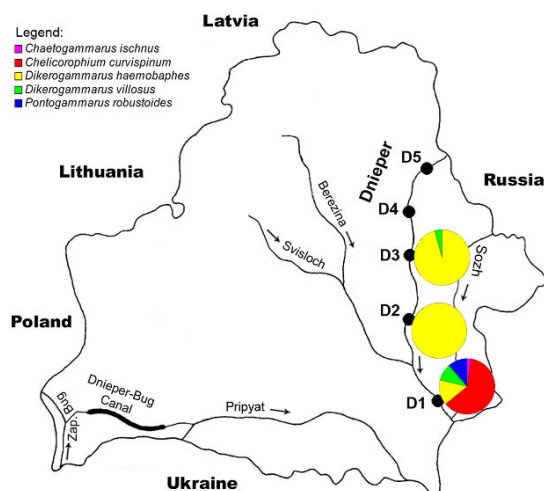 Latvia
Legend:
Chaetogammarus ischnus
Chelicorophium curvispinum
Dikerogammarus haemobaphes
Dikerogammarus villosus
Pontogammarus robustoides
Dnieper
D5
Lithuania
Russia
Berezina
D4
Svisloch
D3
Sozh
Poland
D2
Dnieper-Bug
Canal
Bug
Zap.
Pripyat
D1
Ukraine